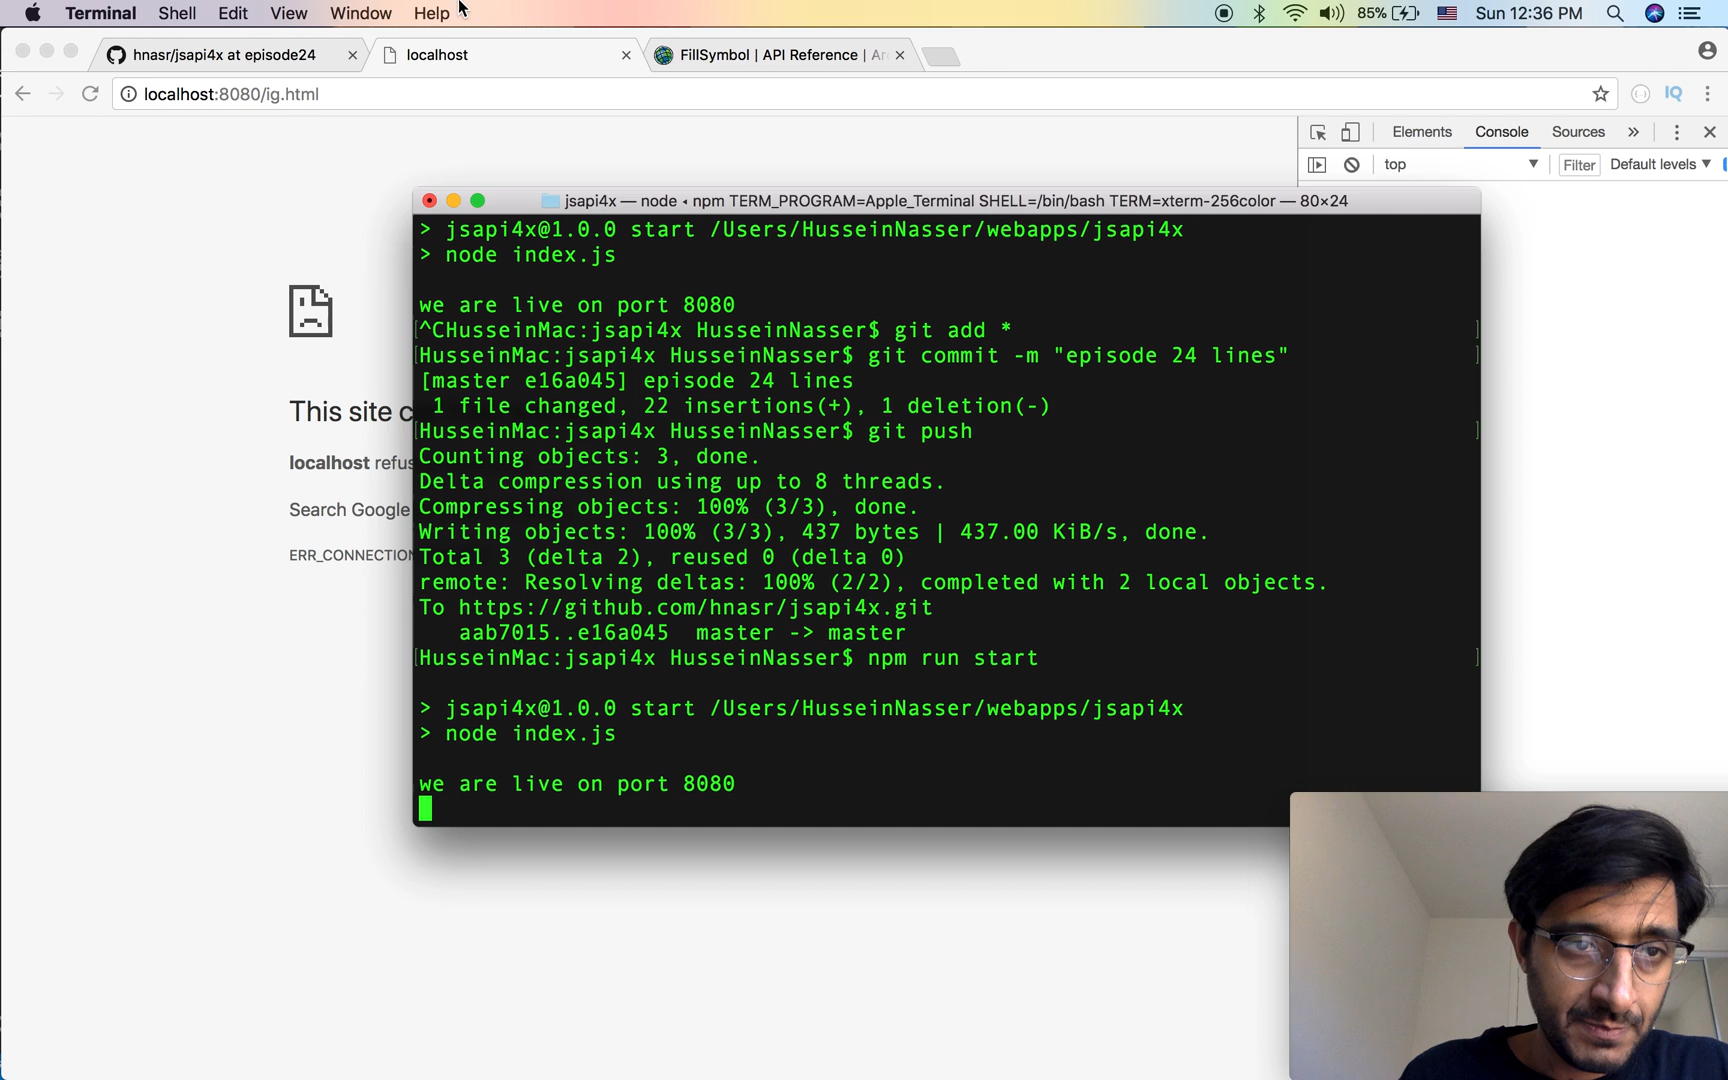 Terminal Shell Edit View Window Help
85% Sun 12:36 PM
hnasr/jsapi4x at episode24
localhost
FillSymbol | API Reference | Ar
localhost:8080/ig.html
IQ
Elements Console Sources »
top Filter Default levels
jsapi4x — node ◂ npm TERM_PROGRAM=Apple_Terminal SHELL=/bin/bash TERM=xterm-256color — 80×24
This site c
localhost refus
Search Google
ERR_CONNECTION
> jsapi4x@1.0.0 start /Users/HusseinNasser/webapps/jsapi4x
> node index.js
we are live on port 8080
[^CHusseinMac:jsapi4x HusseinNasser$ git add * ]
[HusseinMac:jsapi4x HusseinNasser$ git commit -m "episode 24 lines" ]
[master e16a045] episode 24 lines
1 file changed, 22 insertions(+), 1 deletion(-)
[HusseinMac:jsapi4x HusseinNasser$ git push ]
Counting objects: 3, done.
Delta compression using up to 8 threads.
Compressing objects: 100% (3/3), done.
Writing objects: 100% (3/3), 437 bytes | 437.00 KiB/s, done.
Total 3 (delta 2), reused 0 (delta 0)
remote: Resolving deltas: 100% (2/2), completed with 2 local objects.
To https://github.com/hnasr/jsapi4x.git
aab7015..e16a045 master -> master
[HusseinMac:jsapi4x HusseinNasser$ npm run start ]
> jsapi4x@1.0.0 start /Users/HusseinNasser/webapps/jsapi4x
> node index.js
we are live on port 8080